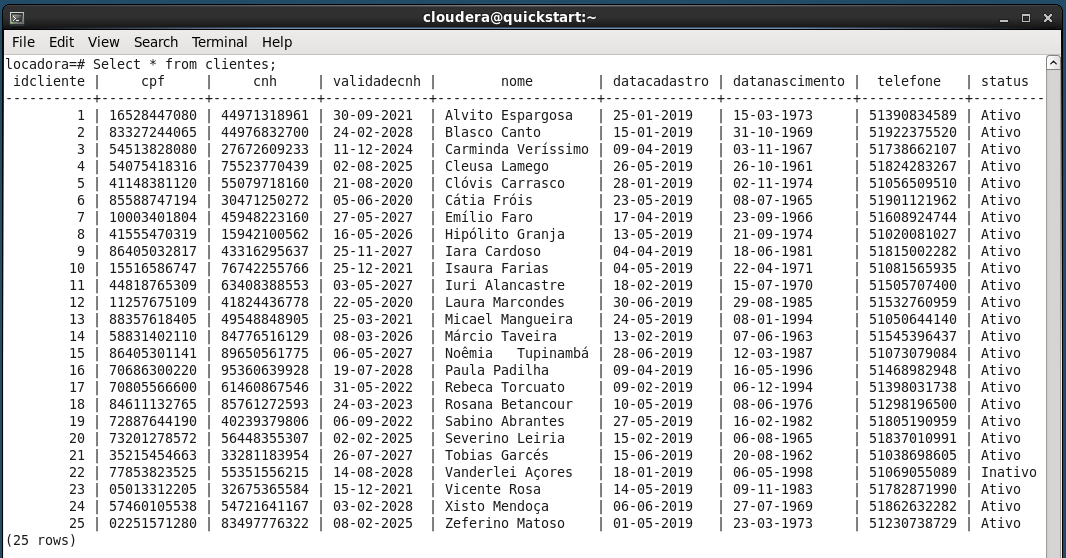 cloudera@quickstart:~
File Edit View Search Terminal Help
locadora=# Select * from clientes;
 idcliente |     cpf     |     cnh     | validadecnh |        nome        | datacadastro | datanascimento |  telefone   | status
-----------+-------------+-------------+-------------+--------------------+--------------+----------------+-------------+---------
         1 | 16528447080 | 44971318961 | 30-09-2021  | Alvito Espargosa   | 25-01-2019   | 15-03-1973     | 51390834589 | Ativo
         2 | 83327244065 | 44976832700 | 24-02-2028  | Blasco Canto       | 15-01-2019   | 31-10-1969     | 51922375520 | Ativo
         3 | 54513828080 | 27672609233 | 11-12-2024  | Carminda Veríssimo | 09-04-2019   | 03-11-1967     | 51738662107 | Ativo
         4 | 54075418316 | 75523770439 | 02-08-2025  | Cleusa Lamego      | 26-05-2019   | 26-10-1961     | 51824283267 | Ativo
         5 | 41148381120 | 55079718160 | 21-08-2020  | Clóvis Carrasco    | 28-01-2019   | 02-11-1974     | 51056509510 | Ativo
         6 | 85588747194 | 30471250272 | 05-06-2020  | Cátia Fróis        | 23-05-2019   | 08-07-1965     | 51901121962 | Ativo
         7 | 10003401804 | 45948223160 | 27-05-2027  | Emílio Faro        | 17-04-2019   | 23-09-1966     | 51608924744 | Ativo
         8 | 41555470319 | 15942100562 | 16-05-2026  | Hipólito Granja    | 13-05-2019   | 21-09-1974     | 51020081027 | Ativo
         9 | 86405032817 | 43316295637 | 25-11-2027  | Iara Cardoso       | 04-04-2019   | 18-06-1981     | 51815002282 | Ativo
        10 | 15516586747 | 76742255766 | 25-12-2021  | Isaura Farias      | 04-05-2019   | 22-04-1971     | 51081565935 | Ativo
        11 | 44818765309 | 63408388553 | 03-05-2027  | Iuri Alancastre    | 18-02-2019   | 15-07-1970     | 51505707400 | Ativo
        12 | 11257675109 | 41824436778 | 22-05-2020  | Laura Marcondes    | 30-06-2019   | 29-08-1985     | 51532760959 | Ativo
        13 | 88357618405 | 49548848905 | 25-03-2021  | Micael Mangueira   | 24-05-2019   | 08-01-1994     | 51050644140 | Ativo
        14 | 58831402110 | 84776516129 | 08-03-2026  | Márcio Taveira     | 13-02-2019   | 07-06-1963     | 51545396437 | Ativo
        15 | 86405301141 | 89650561775 | 06-05-2027  | Noêmia   Tupinambá | 28-06-2019   | 12-03-1987     | 51073079084 | Ativo
        16 | 70686300220 | 95360639928 | 19-07-2028  | Paula Padilha      | 09-04-2019   | 16-05-1996     | 51468982948 | Ativo
        17 | 70805566600 | 61460867546 | 31-05-2022  | Rebeca Torcuato    | 09-02-2019   | 06-12-1994     | 51398031738 | Ativo
        18 | 84611132765 | 85761272593 | 24-03-2023  | Rosana Betancour   | 10-05-2019   | 08-06-1976     | 51298196500 | Ativo
        19 | 72887644190 | 40239379806 | 06-09-2022  | Sabino Abrantes    | 27-05-2019   | 16-02-1982     | 51805190959 | Ativo
        20 | 73201278572 | 56448355307 | 02-02-2025  | Severino Leiria    | 15-02-2019   | 06-08-1965     | 51837010991 | Ativo
        21 | 35215454663 | 33281183954 | 26-07-2027  | Tobias Garcés      | 15-06-2019   | 20-08-1962     | 51038698605 | Ativo
        22 | 77853823525 | 55351556215 | 14-08-2028  | Vanderlei Açores   | 18-01-2019   | 06-05-1998     | 51069055089 | Inativo
        23 | 05013312205 | 32675365584 | 15-12-2021  | Vicente Rosa       | 14-05-2019   | 09-11-1983     | 51782871990 | Ativo
        24 | 57460105538 | 54721641167 | 03-02-2028  | Xisto Mendoça      | 06-06-2019   | 27-07-1969     | 51862632282 | Ativo
        25 | 02251571280 | 83497776322 | 08-02-2025  | Zeferino Matoso    | 01-05-2019   | 23-03-1973     | 51230738729 | Ativo
(25 rows)